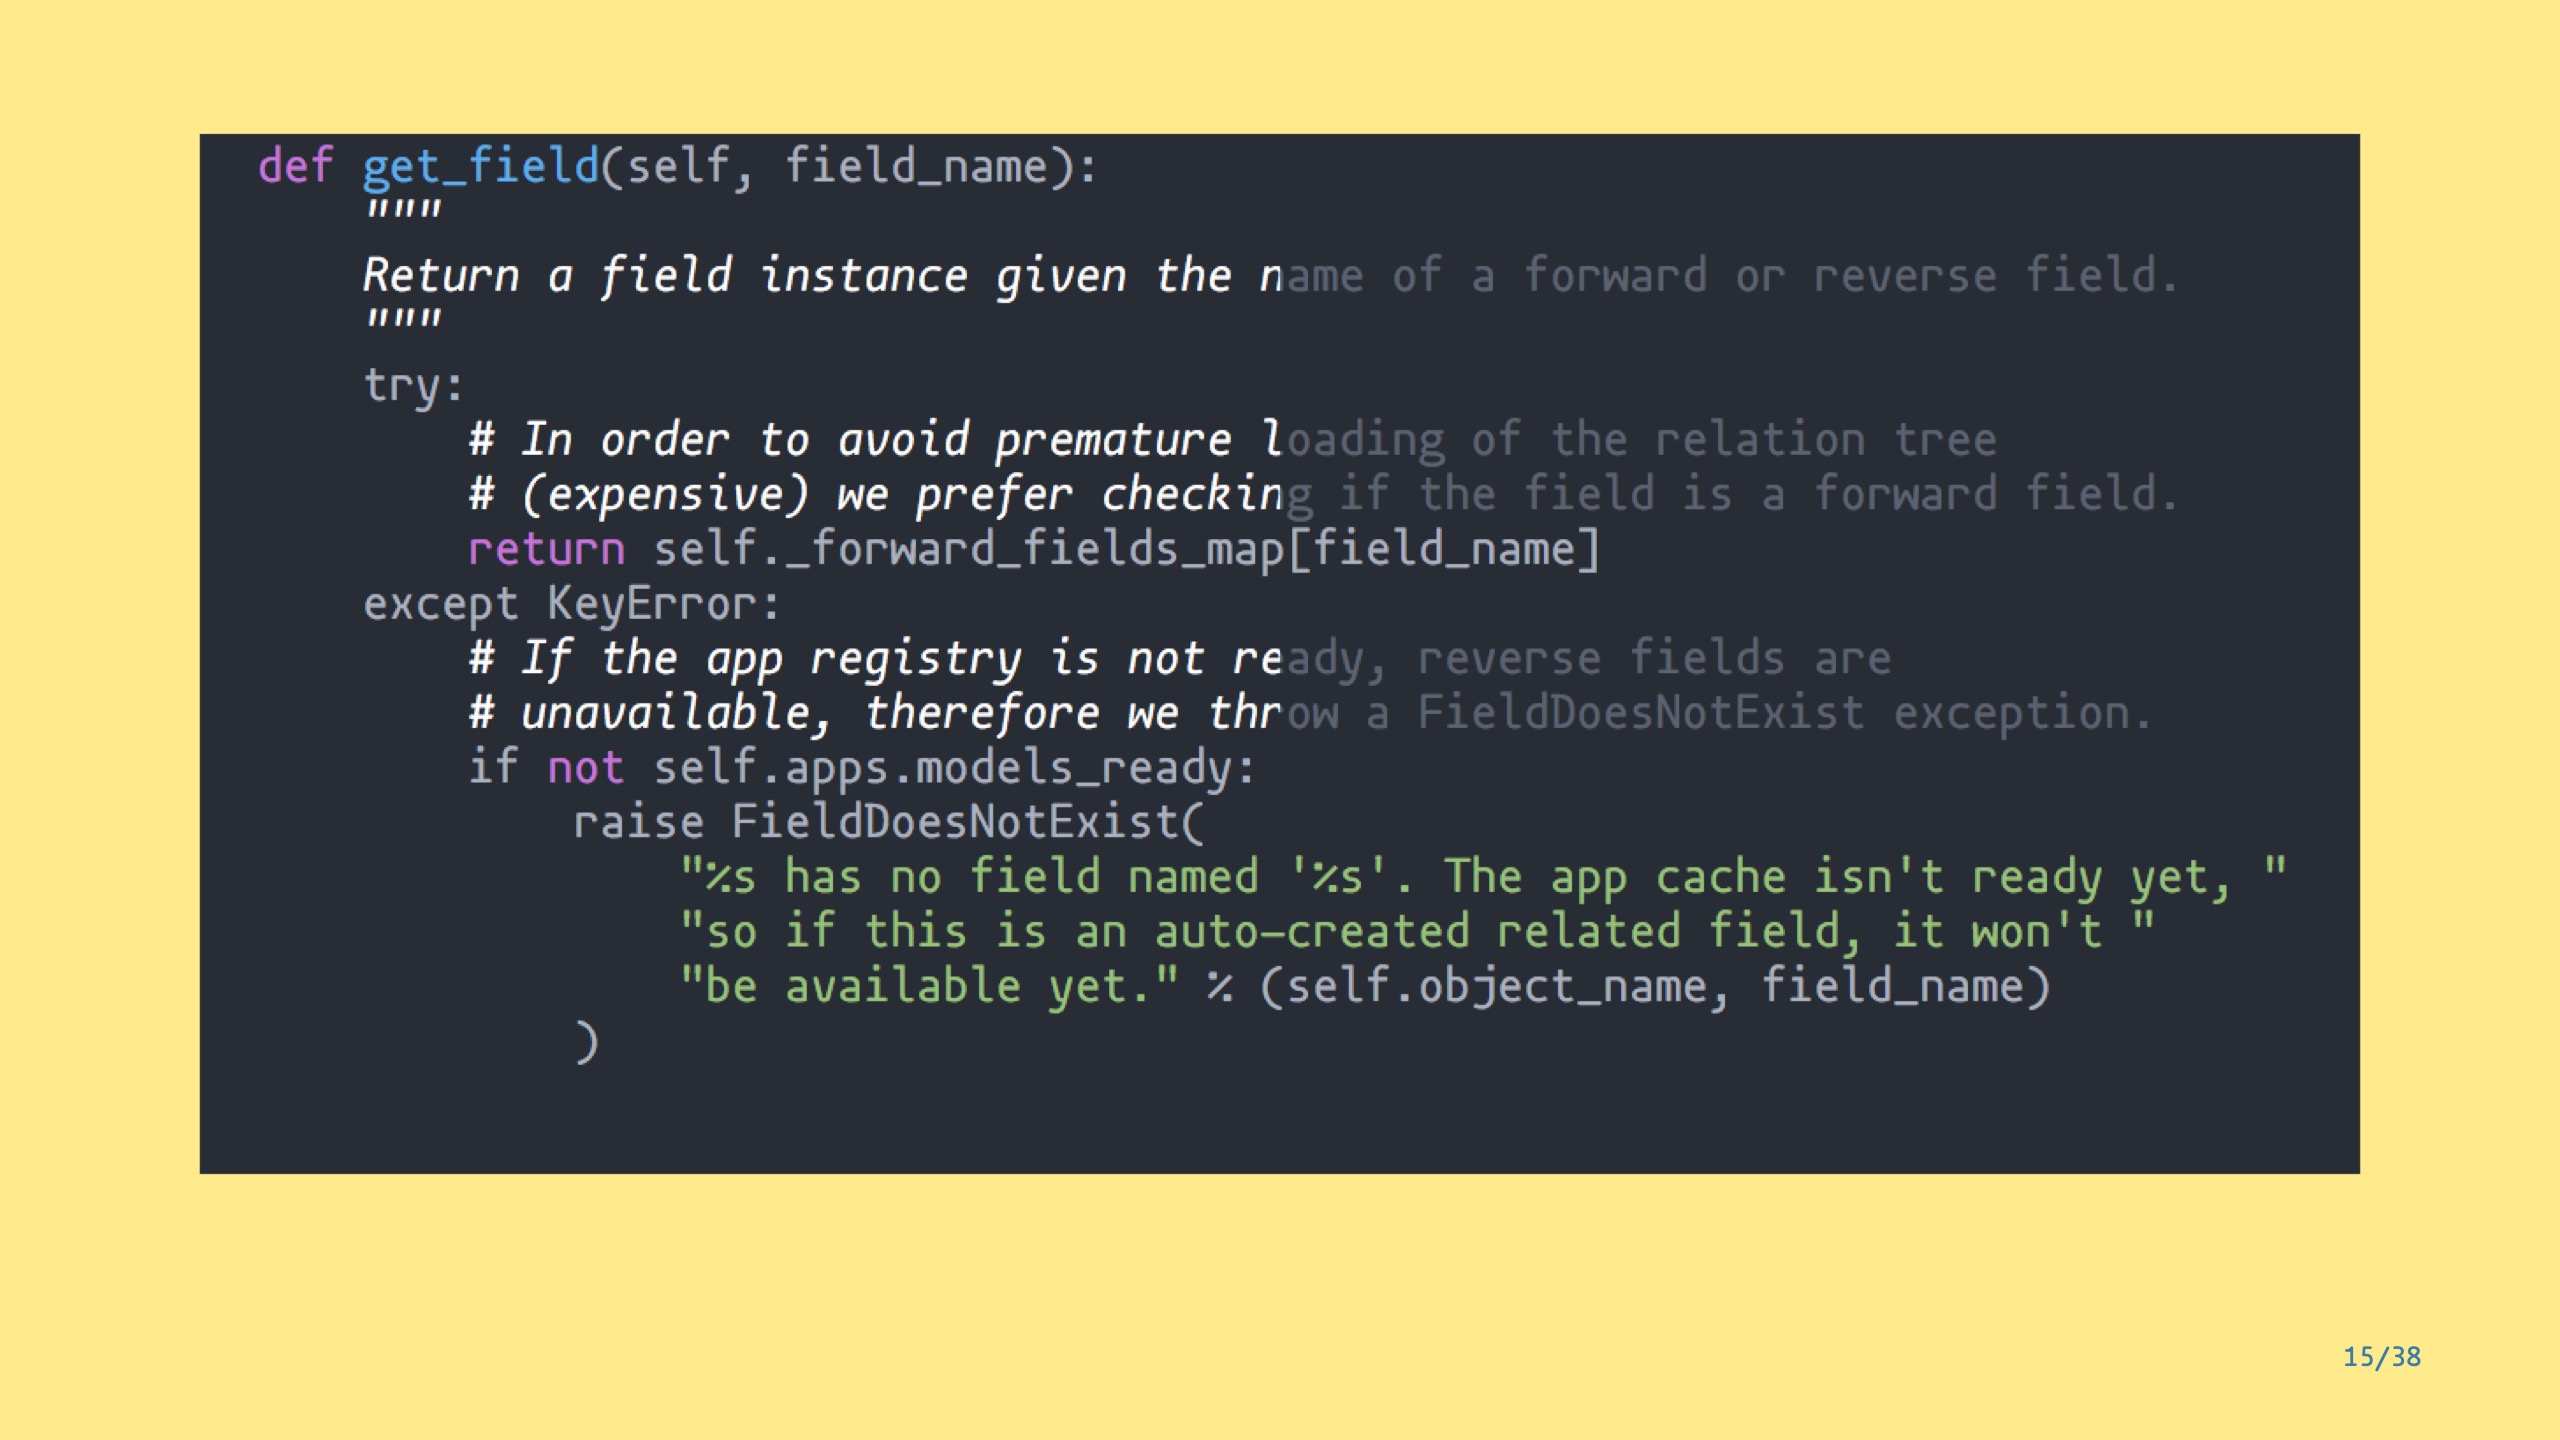 def get_field(self, field_name):
    """
    Return a field instance given the name of a forward or reverse field.
    """
    try:
        # In order to avoid premature loading of the relation tree
        # (expensive) we prefer checking if the field is a forward field.
        return self._forward_fields_map[field_name]
    except KeyError:
        # If the app registry is not ready, reverse fields are
        # unavailable, therefore we throw a FieldDoesNotExist exception.
        if not self.apps.models_ready:
            raise FieldDoesNotExist(
                "%s has no field named '%s'. The app cache isn't ready yet, "
                "so if this is an auto-created related field, it won't "
                "be available yet." % (self.object_name, field_name)
            )
15/38